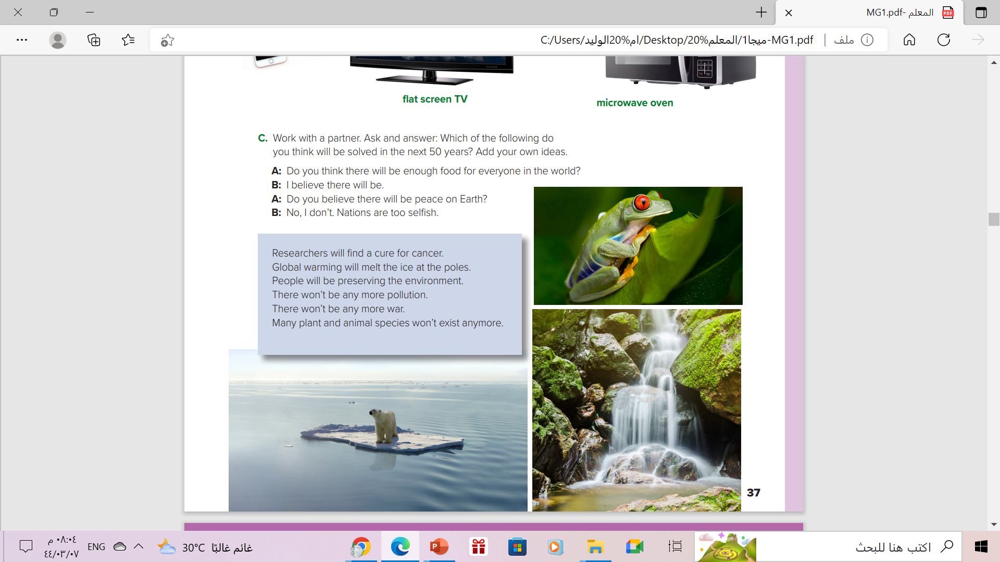 MG1.pdf- المعلم
C:/Users/ام%20الوليد/Desktop/20%المعلم/ميجا1-MG1.pdf
ملف
flat screen TV
microwave oven
C. Work with a partner. Ask and answer: Which of the following do
you think will be solved in the next 50 years? Add your own ideas.
A: Do you think there will be enough food for everyone in the world?
B: I believe there will be.
A: Do you believe there will be peace on Earth?
B: No, I don’t. Nations are too selfish.
Researchers will find a cure for cancer.
Global warming will melt the ice at the poles.
People will be preserving the environment.
There won’t be any more pollution.
There won’t be any more war.
Many plant and animal species won’t exist anymore.
37
٠٨:٠٤ م
٤٤/٠٣/٠٧
ENG
30°C غائم غالبًا
اكتب هنا للبحث